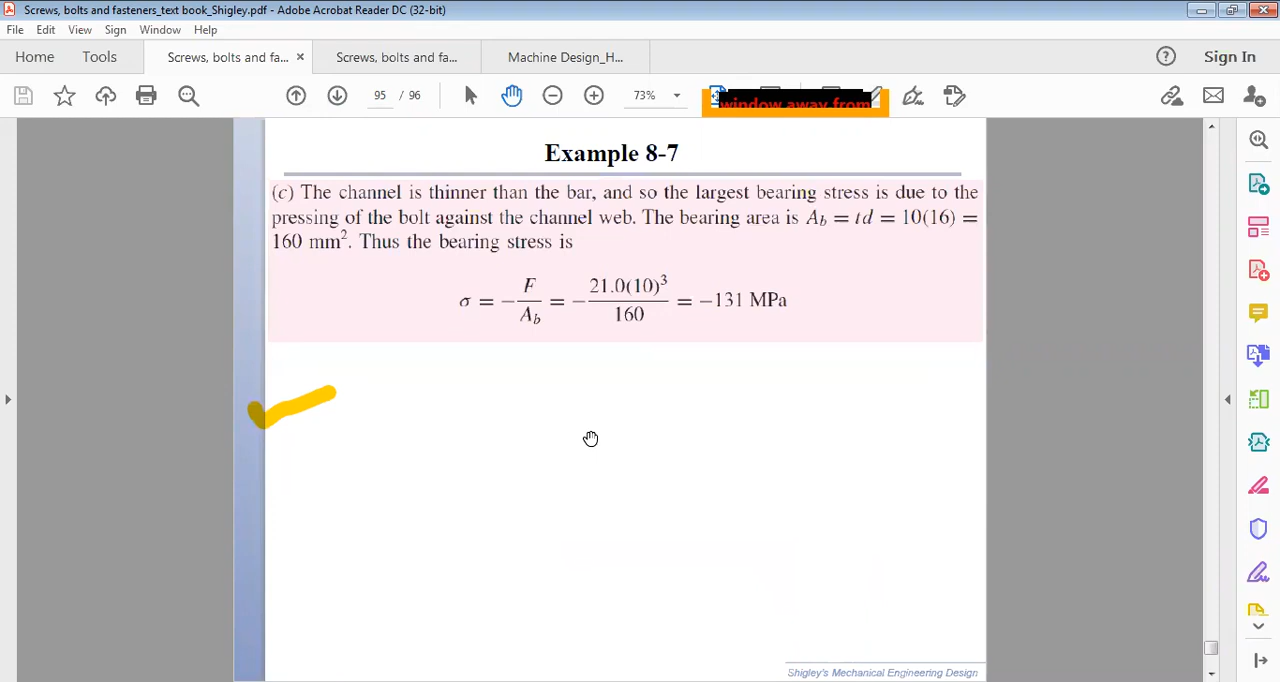 Screws, bolts and fasteners_text book_Shigley.pdf - Adobe Acrobat Reader DC (32-bit)
File Edit View Sign Window Help
Home Tools Screws, bolts and fa... × Screws, bolts and fa... Machine Design_H... ? Sign In
95 / 96 73% window away from
Example 8-7
(c) The channel is thinner than the bar, and so the largest bearing stress is due to the
pressing of the bolt against the channel web. The bearing area is A_b = td = 10(16) =
160 mm². Thus the bearing stress is
σ = −F/A_b = −21.0(10)³/160 = −131 MPa
Shigley's Mechanical Engineering Design